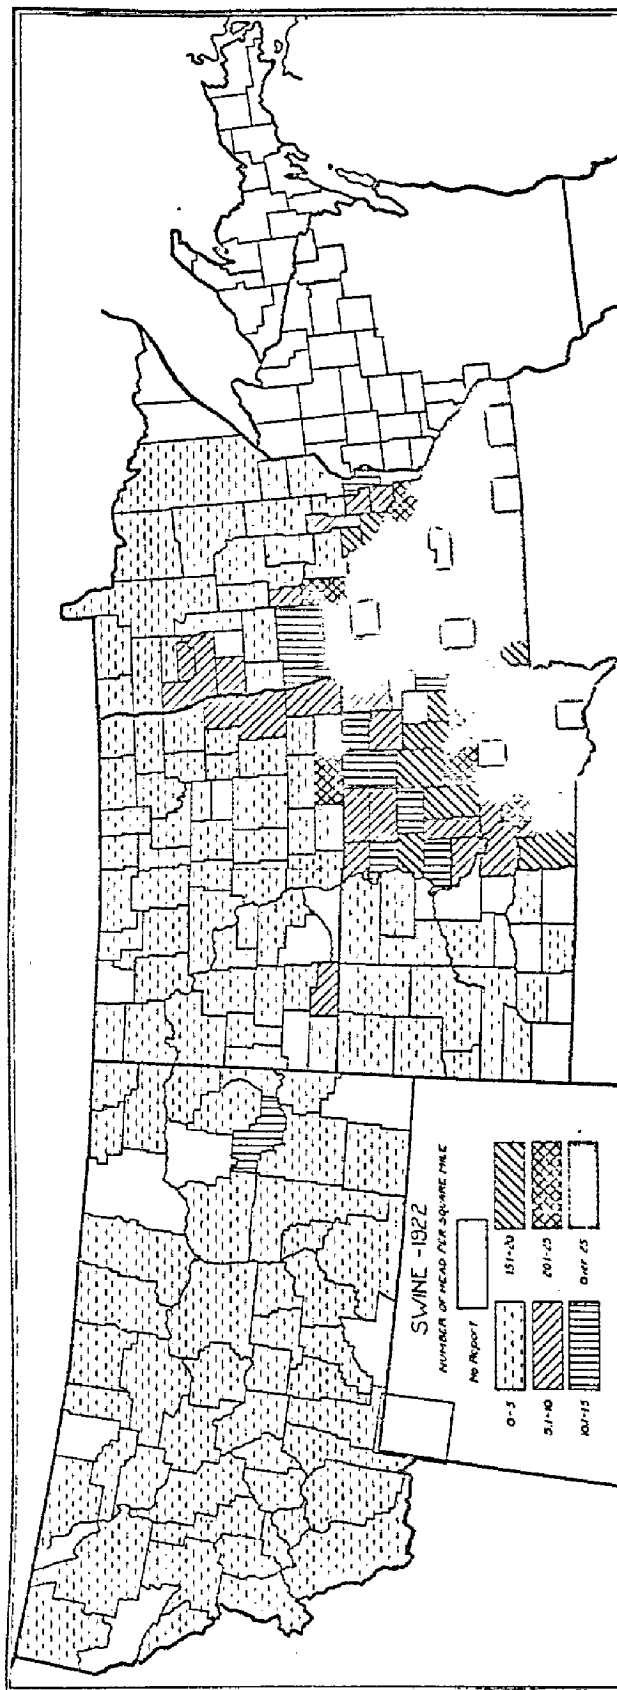 SWINE - 1922
NUMBER OF HEAD PER SQUARE MILE
No Report
0-5
5.1-10
10.1-15
15.1-20
20.1-25
Over 25